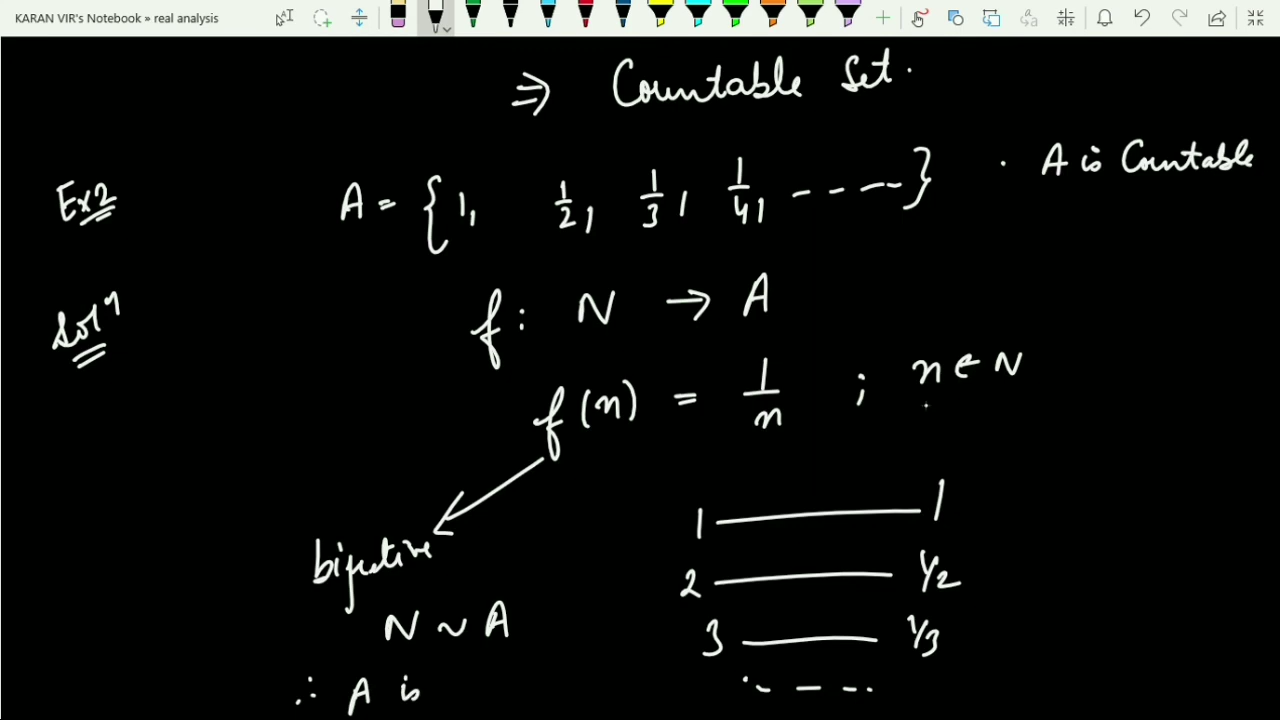 KARAN VIR's Notebook » real analysis
⇒ Countable Set.
Ex2 A = {1, 1/2, 1/3, 1/4, ----} . A is Countable
Solⁿ f: N → A
f(n) = 1/n ; n ∈ N
bijective
N ~ A
∴ A is
1 —— 1
2 —— 1/2
3 —— 1/3